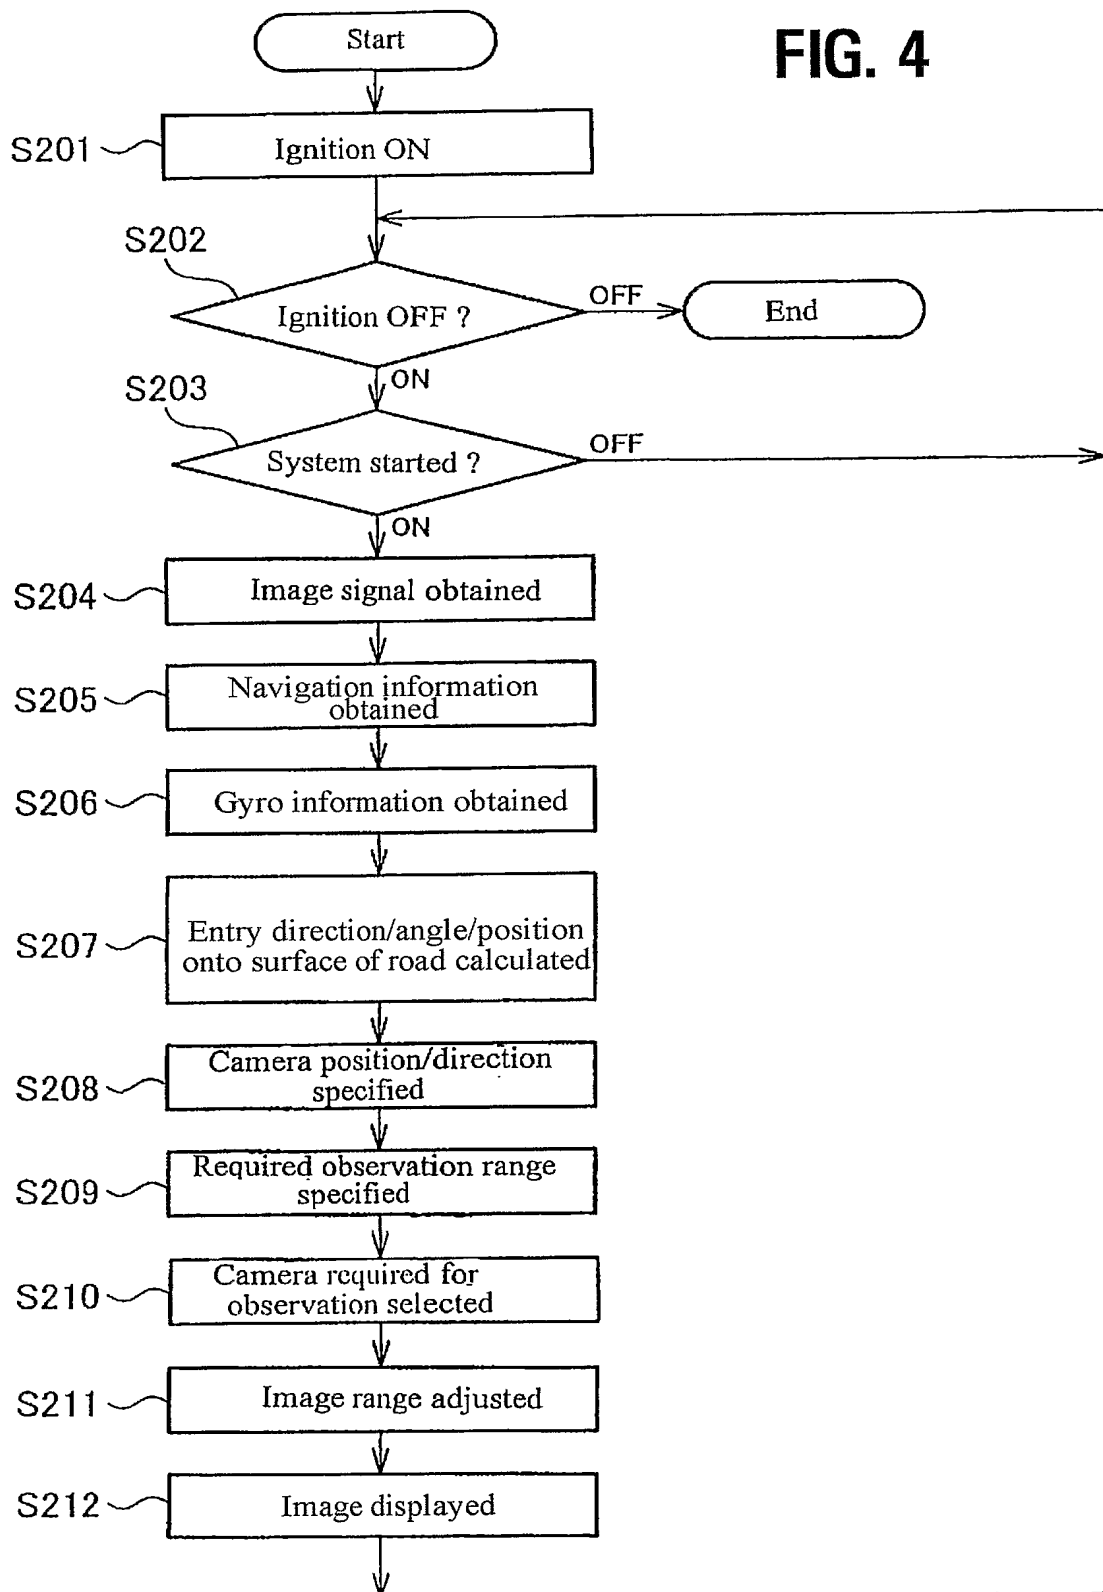 FIG. 4
Start
S201
Ignition ON
S202
Ignition OFF ?
OFF
End
ON
S203
System started ?
OFF
ON
S204
Image signal obtained
S205
Navigation information
obtained
S206
Gyro information obtained
S207
Entry direction/angle/position
onto surface of road calculated
S208
Camera position/direction
specified
S209
Required observation range
specified
S210
Camera required for
observation selected
S211
Image range adjusted
S212
Image displayed